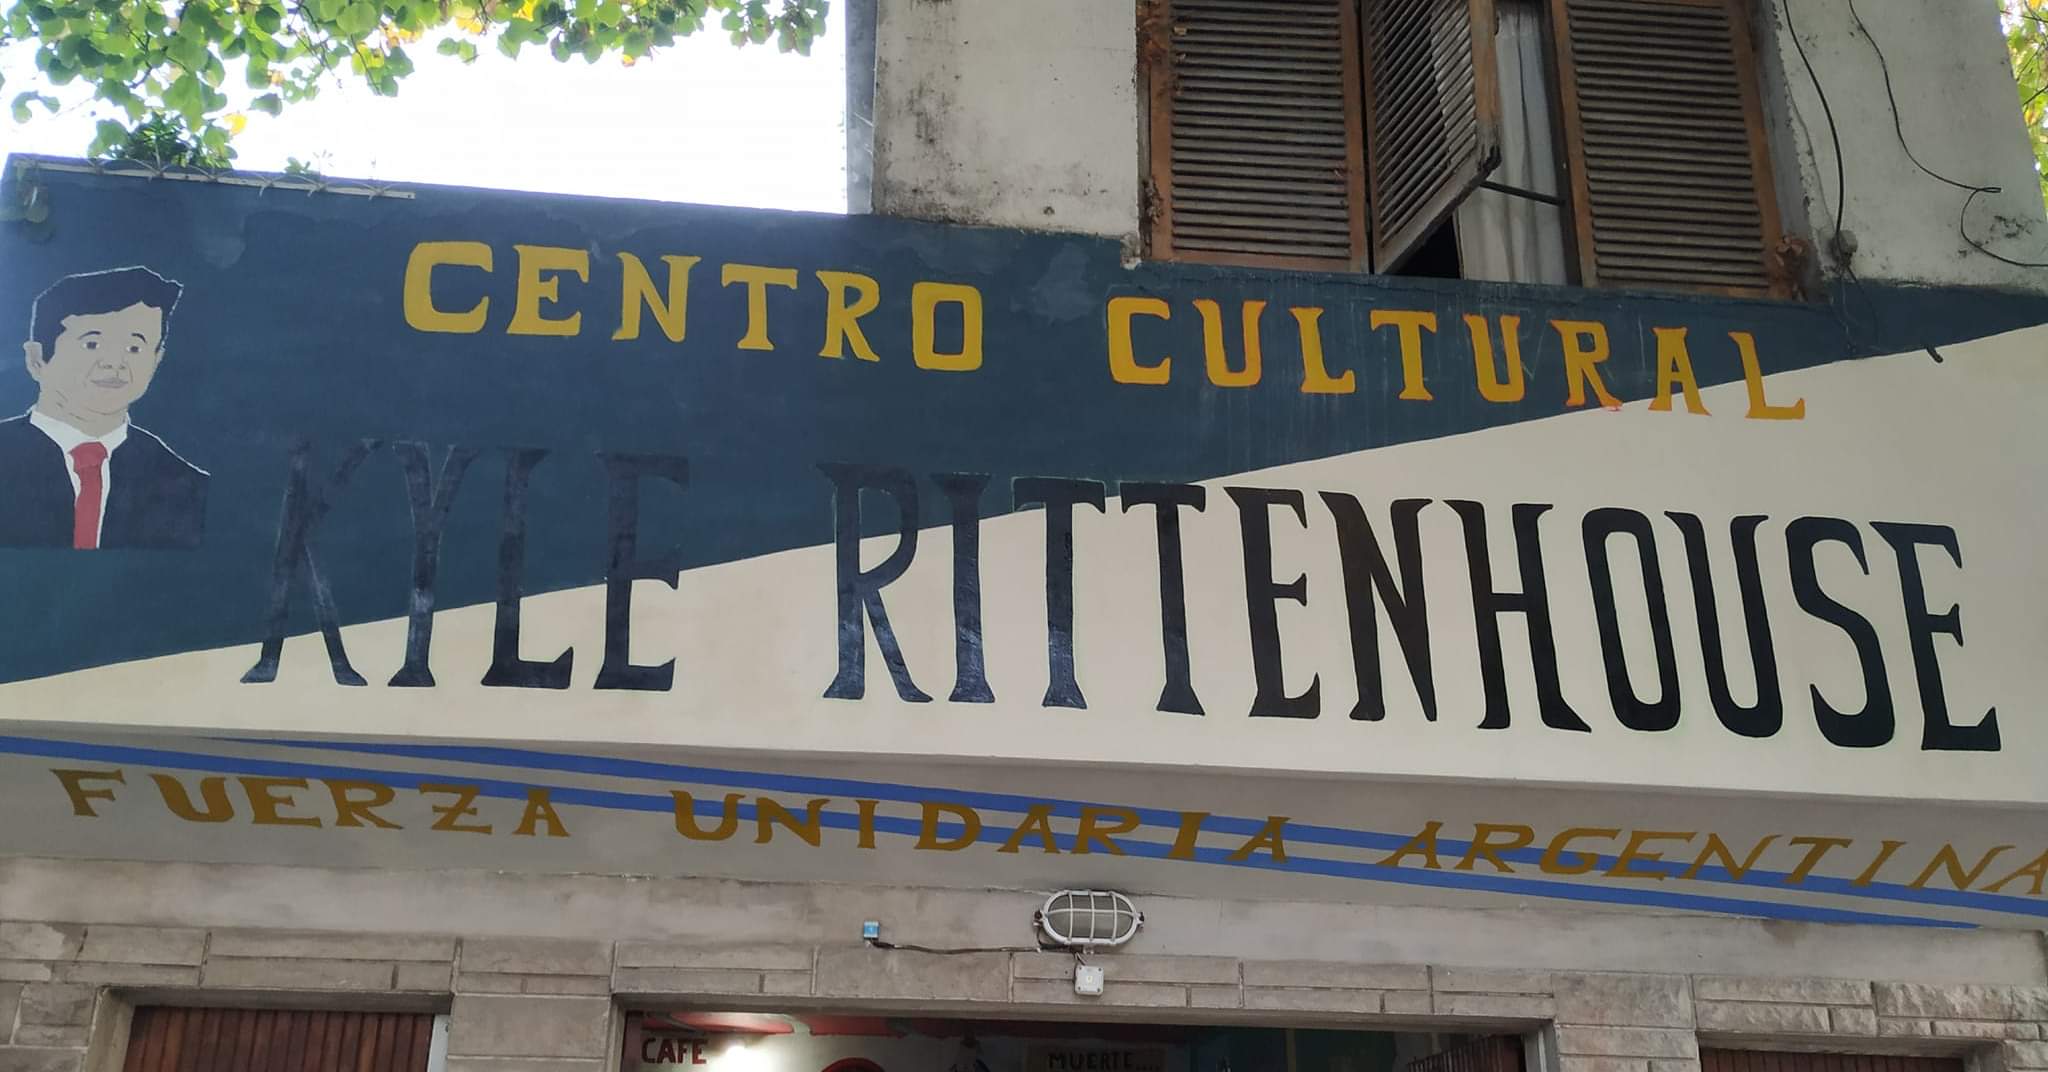 CENTRO CULTURAL
KYLE RITTENHOUSE
FUERZA UNIDARIA ARGENTINA
CAFE
MUERTE